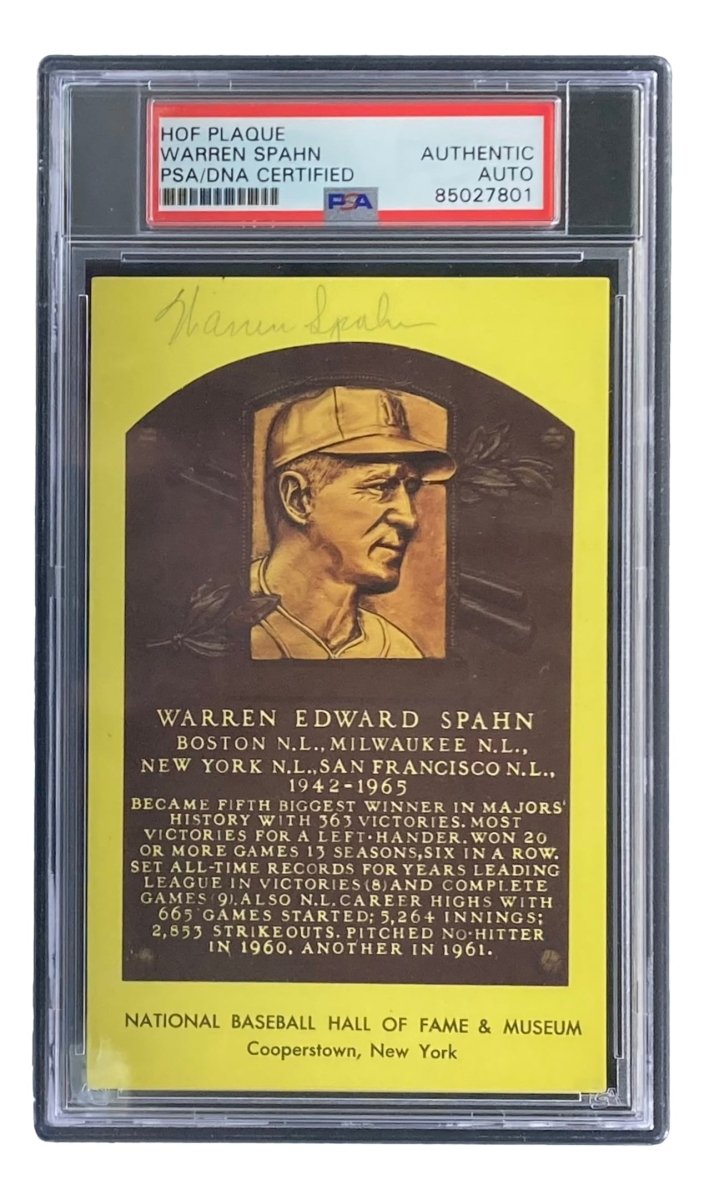 HOF PLAQUE
WARREN SPAHN
PSA/DNA CERTIFIED
AUTHENTIC
AUTO
85027801
PSA
Warren Spahn
M
WARREN EDWARD SPAHN
BOSTON N.L., MILWAUKEE N.L.,
NEW YORK N.L., SAN FRANCISCO N.L.,
1942-1965
BECAME FIFTH BIGGEST WINNER IN MAJORS'
HISTORY WITH 363 VICTORIES. MOST
VICTORIES FOR A LEFT-HANDER. WON 20
OR MORE GAMES 13 SEASONS, SIX IN A ROW.
SET ALL-TIME RECORDS FOR YEARS LEADING
LEAGUE IN VICTORIES (8) AND COMPLETE
GAMES (9). ALSO N.L. CAREER HIGHS WITH
665 GAMES STARTED; 5,264 INNINGS;
2,853 STRIKEOUTS. PITCHED NO-HITTER
IN 1960, ANOTHER IN 1961.
NATIONAL BASEBALL HALL OF FAME & MUSEUM
Cooperstown, New York